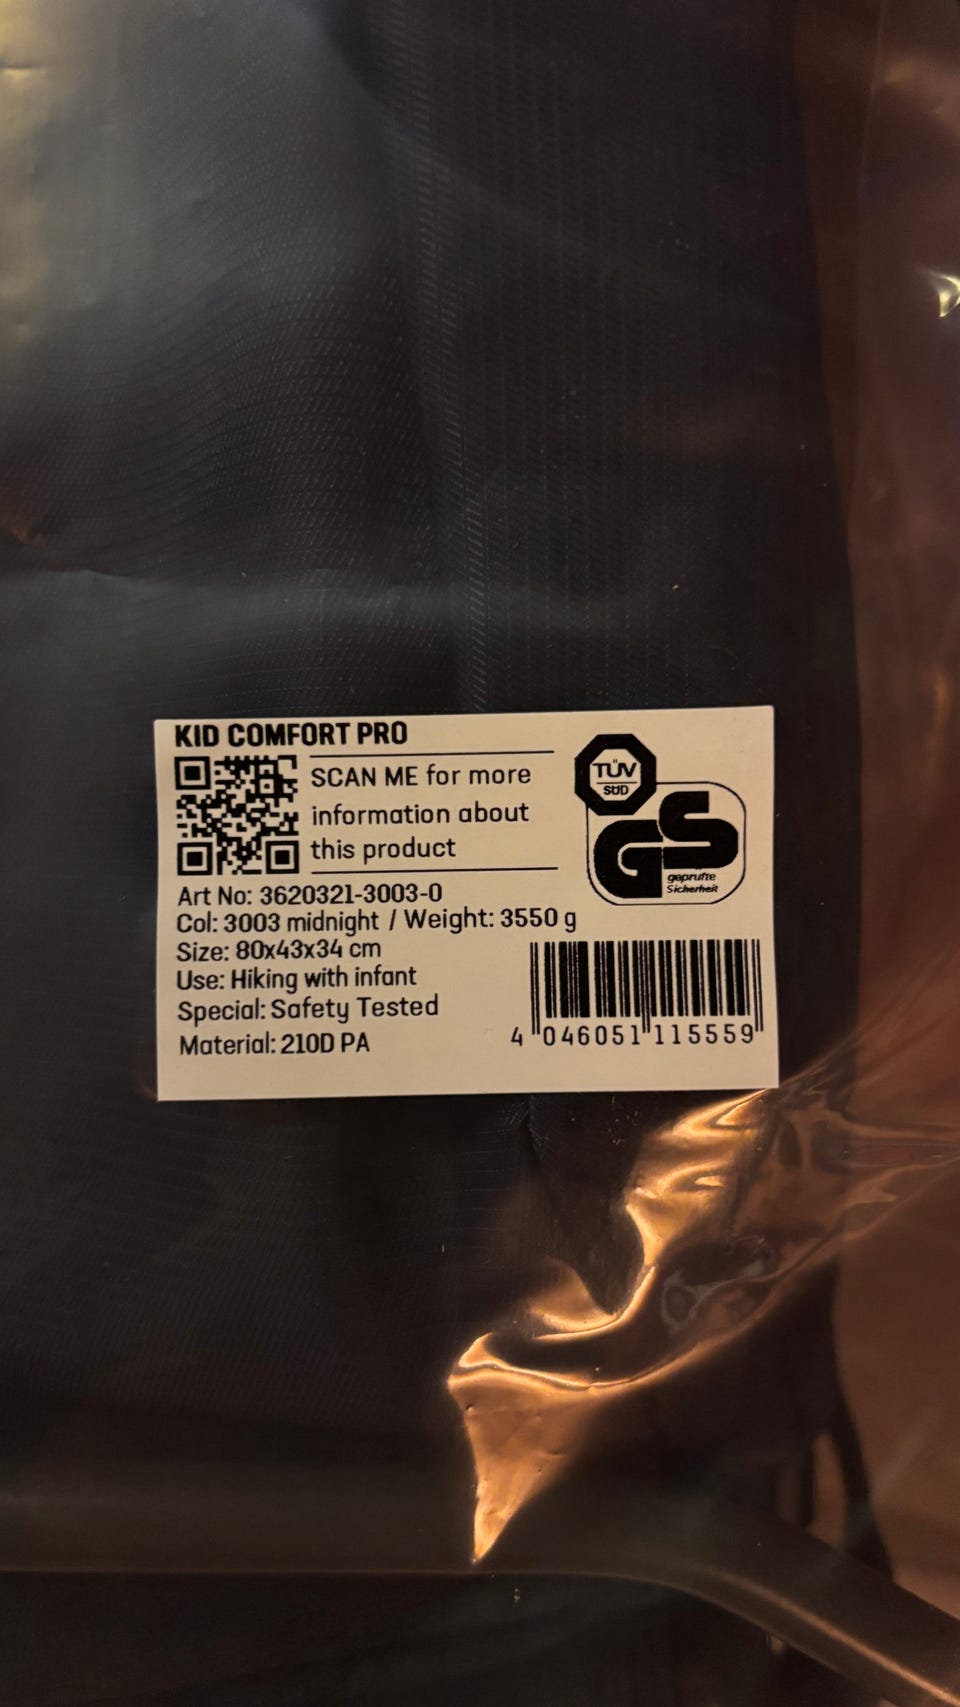 KID COMFORT PRO
SCAN ME for more
information about
this product
TÜV
SÜD
GS
geprüfte
Sicherheit
Art No: 3620321-3003-0
Col: 3003 midnight / Weight: 3550 g
Size: 80x43x34 cm
Use: Hiking with infant
Special: Safety Tested
Material: 210D PA
4 046051 115559